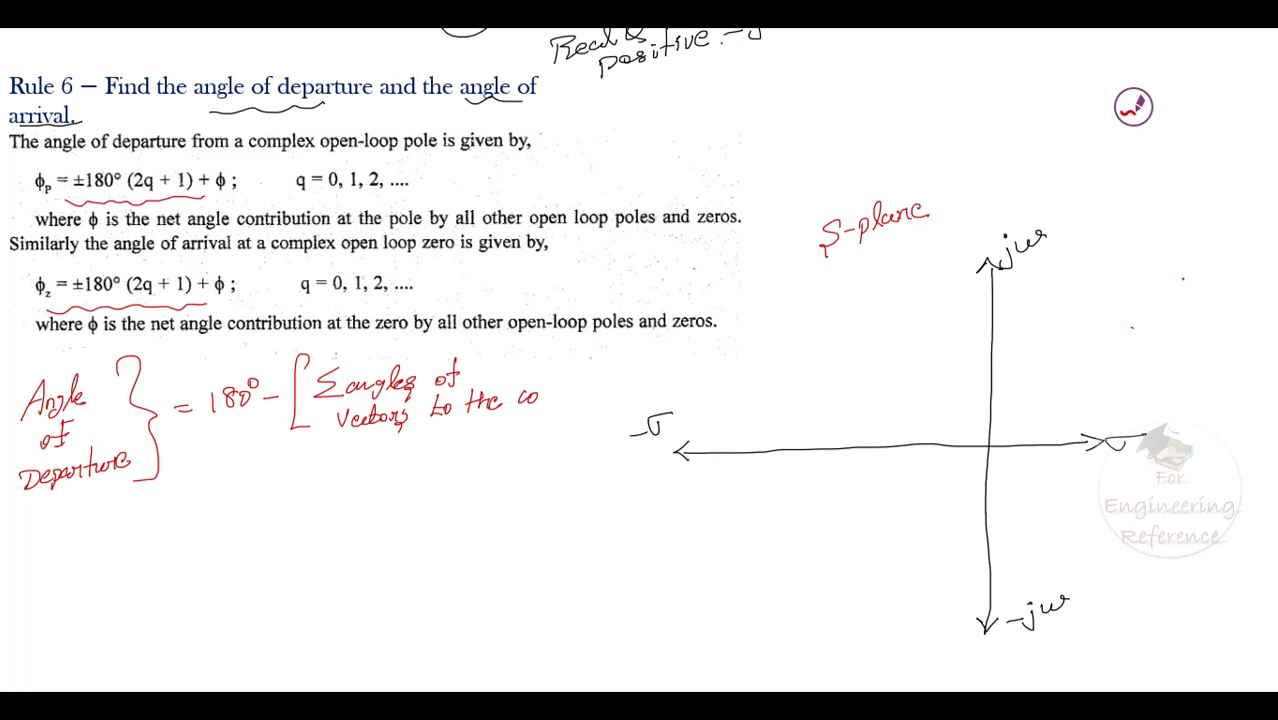 Real &
positive.
Rule 6 – Find the angle of departure and the angle of
arrival.
The angle of departure from a complex open-loop pole is given by,
ϕp = ±180° (2q + 1) + ϕ ; q = 0, 1, 2, ....
where ϕ is the net angle contribution at the pole by all other open loop poles and zeros.
Similarly the angle of arrival at a complex open loop zero is given by,
ϕz = ±180° (2q + 1) + ϕ ; q = 0, 1, 2, ....
where ϕ is the net angle contribution at the zero by all other open-loop poles and zeros.
Angle of Departure } = 180° - [ Σ angles of
vectors to the co
S-plane
jω
-σ
σ
-jω
For
Engineering
Reference